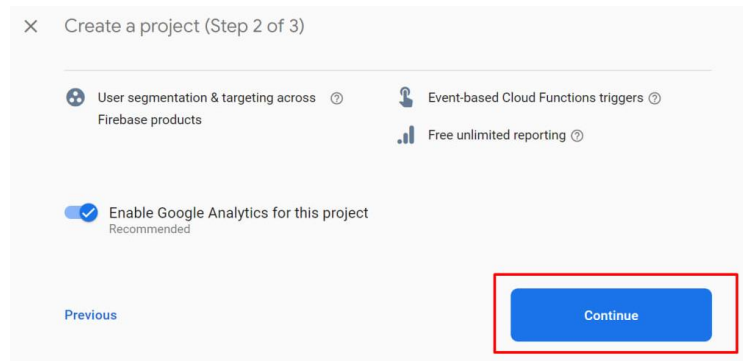 Create a project (Step 2 of 3)
User segmentation & targeting across
Firebase products
Event-based Cloud Functions triggers
Free unlimited reporting
Enable Google Analytics for this project
Recommended
Previous
Continue